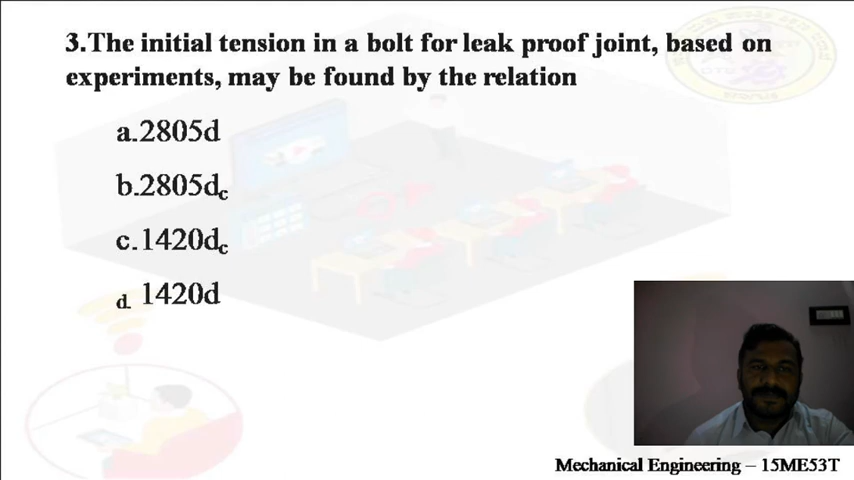 3.The initial tension in a bolt for leak proof joint, based on
experiments, may be found by the relation
a.2805d
b.2805dc
c.1420dc
d. 1420d
Mechanical Engineering – 15ME53T